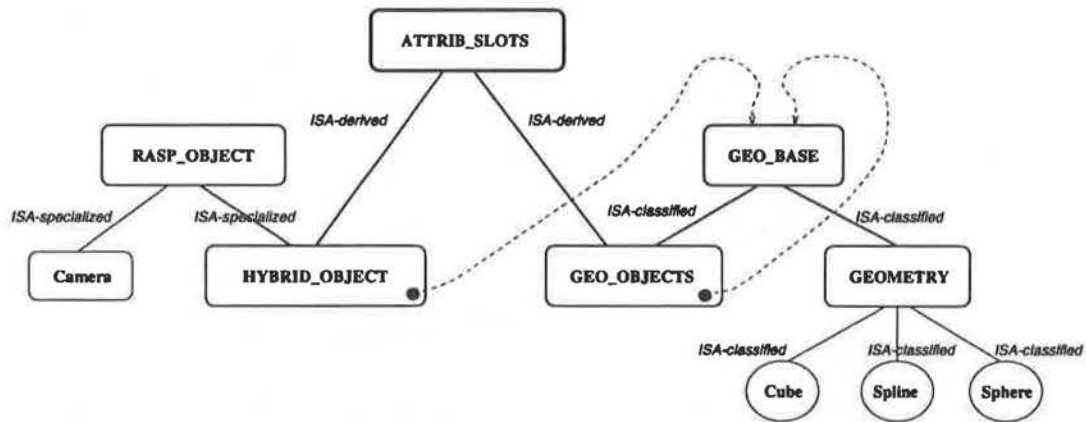 ATTRIB_SLOTS
ISA-derived
ISA-derived
RASP_OBJECT
GEO_BASE
ISA-specialized
ISA-specialized
ISA-classified
ISA-classified
Camera
HYBRID_OBJECT
GEO_OBJECTS
GEOMETRY
ISA-classified
ISA-classified
ISA-classified
Cube
Spline
Sphere